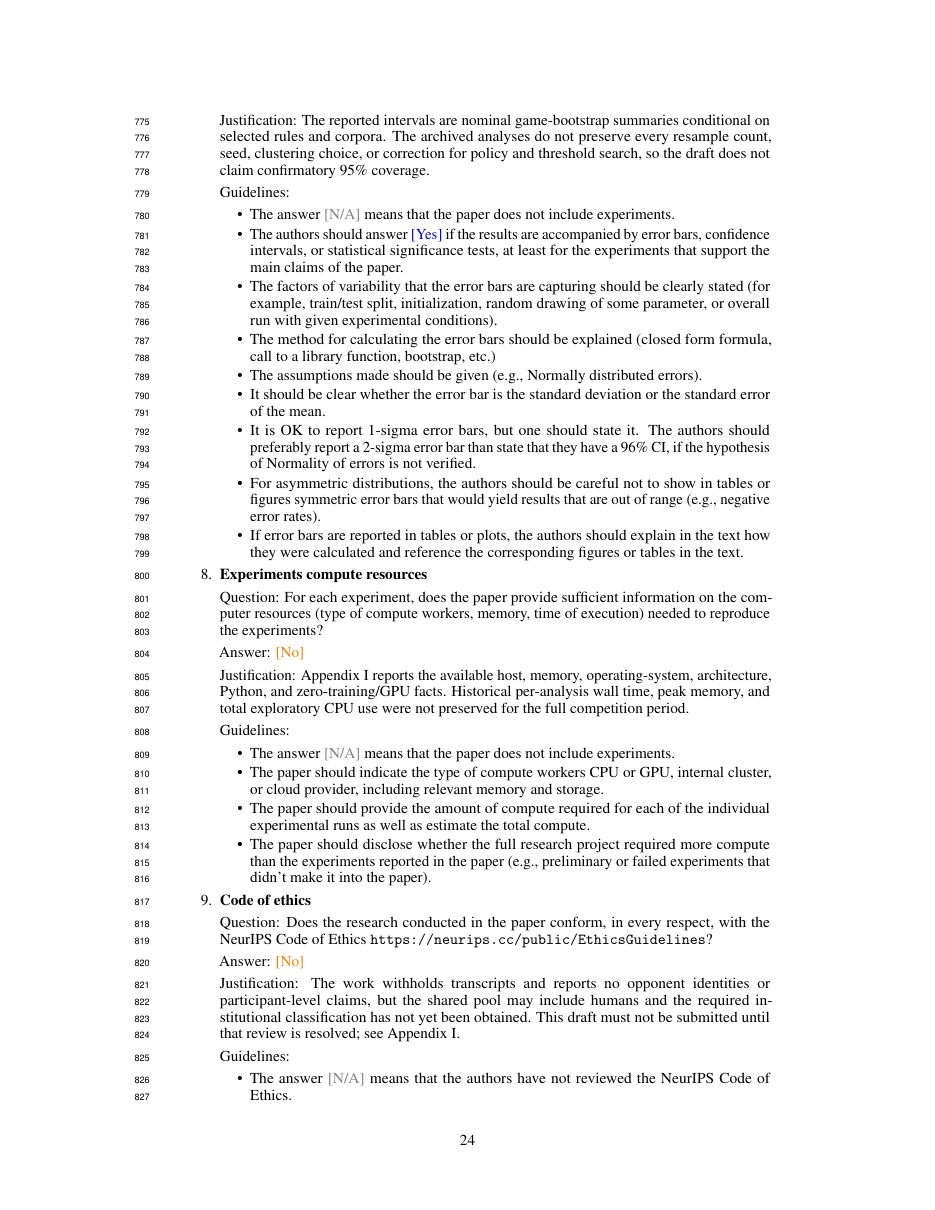 775 Justification: The reported intervals are nominal game-bootstrap summaries conditional on
776 selected rules and corpora. The archived analyses do not preserve every resample count,
777 seed, clustering choice, or correction for policy and threshold search, so the draft does not
778 claim confirmatory 95% coverage.
779 Guidelines:
780 • The answer [N/A] means that the paper does not include experiments.
781 • The authors should answer [Yes] if the results are accompanied by error bars, confidence
782 intervals, or statistical significance tests, at least for the experiments that support the
783 main claims of the paper.
784 • The factors of variability that the error bars are capturing should be clearly stated (for
785 example, train/test split, initialization, random drawing of some parameter, or overall
786 run with given experimental conditions).
787 • The method for calculating the error bars should be explained (closed form formula,
788 call to a library function, bootstrap, etc.)
789 • The assumptions made should be given (e.g., Normally distributed errors).
790 • It should be clear whether the error bar is the standard deviation or the standard error
791 of the mean.
792 • It is OK to report 1-sigma error bars, but one should state it. The authors should
793 preferably report a 2-sigma error bar than state that they have a 96% CI, if the hypothesis
794 of Normality of errors is not verified.
795 • For asymmetric distributions, the authors should be careful not to show in tables or
796 figures symmetric error bars that would yield results that are out of range (e.g., negative
797 error rates).
798 • If error bars are reported in tables or plots, the authors should explain in the text how
799 they were calculated and reference the corresponding figures or tables in the text.
800 8. Experiments compute resources
801 Question: For each experiment, does the paper provide sufficient information on the com-
802 puter resources (type of compute workers, memory, time of execution) needed to reproduce
803 the experiments?
804 Answer: [No]
805 Justification: Appendix I reports the available host, memory, operating-system, architecture,
806 Python, and zero-training/GPU facts. Historical per-analysis wall time, peak memory, and
807 total exploratory CPU use were not preserved for the full competition period.
808 Guidelines:
809 • The answer [N/A] means that the paper does not include experiments.
810 • The paper should indicate the type of compute workers CPU or GPU, internal cluster,
811 or cloud provider, including relevant memory and storage.
812 • The paper should provide the amount of compute required for each of the individual
813 experimental runs as well as estimate the total compute.
814 • The paper should disclose whether the full research project required more compute
815 than the experiments reported in the paper (e.g., preliminary or failed experiments that
816 didn't make it into the paper).
817 9. Code of ethics
818 Question: Does the research conducted in the paper conform, in every respect, with the
819 NeurIPS Code of Ethics https://neurips.cc/public/EthicsGuidelines?
820 Answer: [No]
821 Justification: The work withholds transcripts and reports no opponent identities or
822 participant-level claims, but the shared pool may include humans and the required in-
823 stitutional classification has not yet been obtained. This draft must not be submitted until
824 that review is resolved; see Appendix I.
825 Guidelines:
826 • The answer [N/A] means that the authors have not reviewed the NeurIPS Code of
827 Ethics.
24